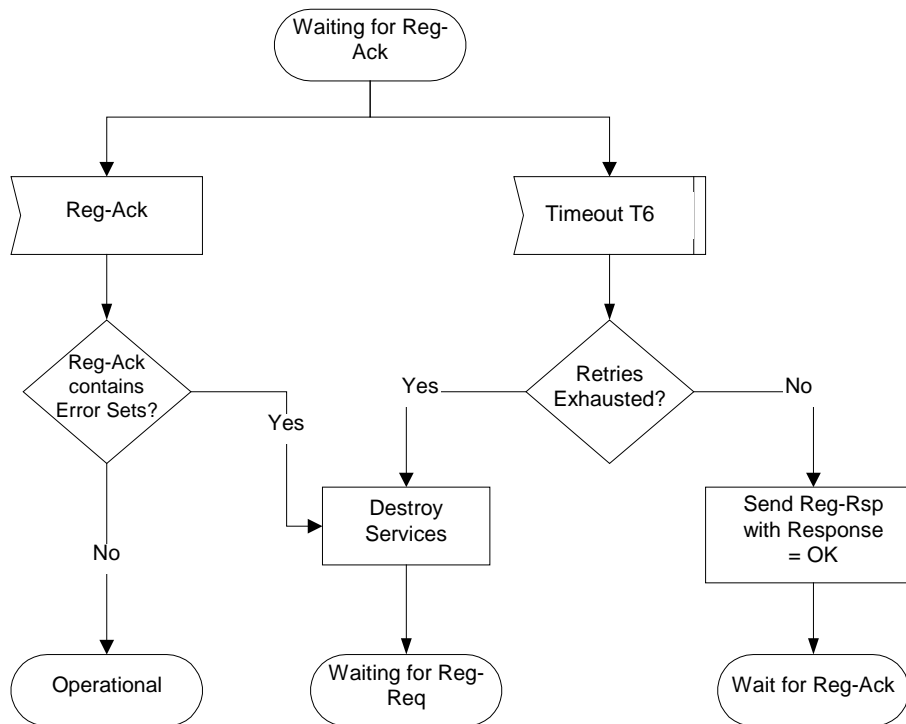 Waiting for Reg-
Ack
Reg-Ack
Timeout T6
Reg-Ack
contains
Error Sets?
Retries
Exhausted?
Yes
No
Yes
Destroy
Services
Send Reg-Rsp
with Response
= OK
No
Operational
Waiting for Reg-
Req
Wait for Reg-Ack